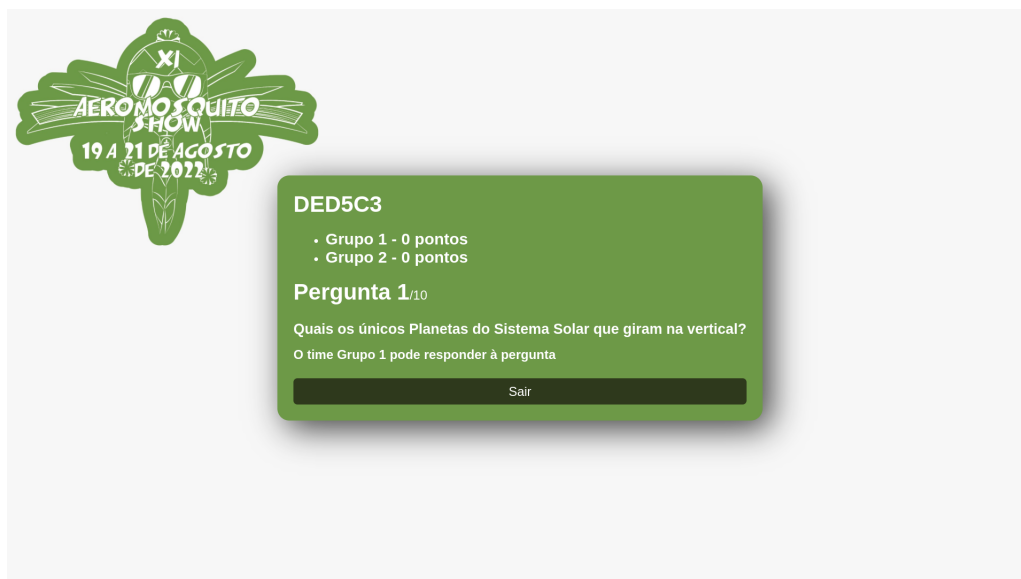 XI
AEROMOSQUITO
SHOW
19 A 21 DE AGOSTO
DE 2022
DED5C3
Grupo 1 - 0 pontos
Grupo 2 - 0 pontos
Pergunta 1/10
Quais os únicos Planetas do Sistema Solar que giram na vertical?
O time Grupo 1 pode responder à pergunta
Sair